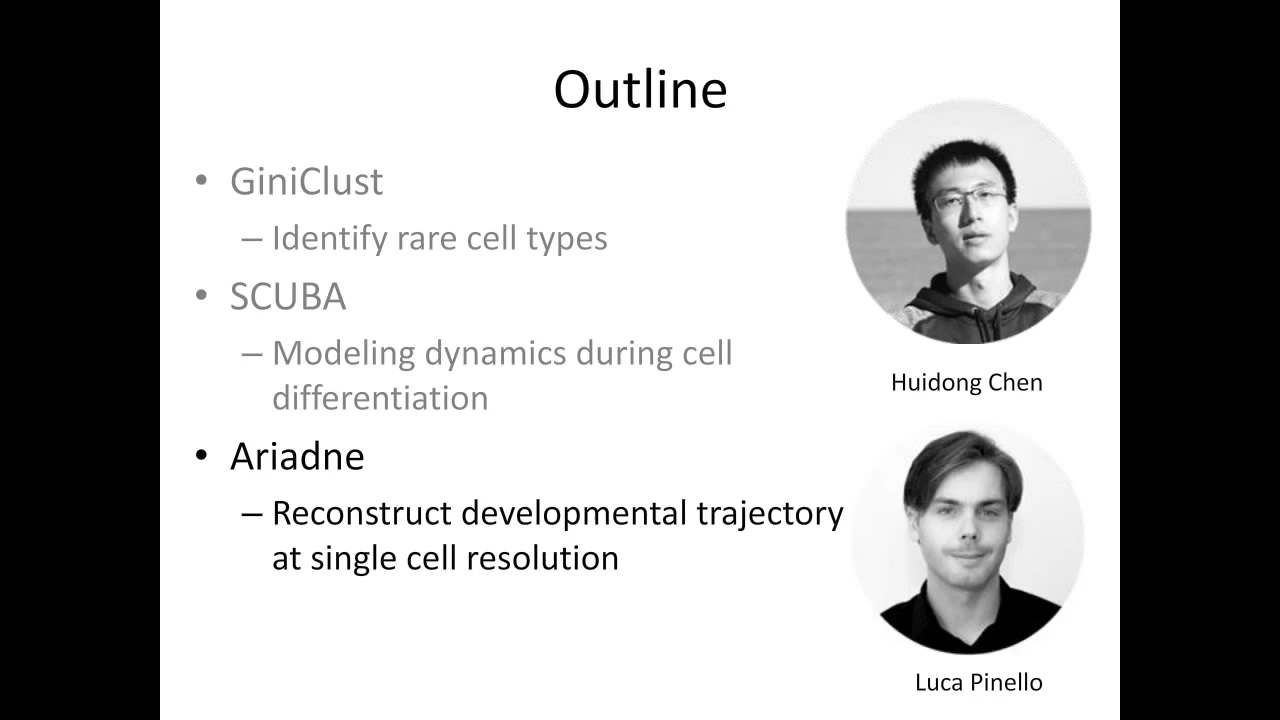 Outline
• GiniClust
– Identify rare cell types
• SCUBA
– Modeling dynamics during cell
differentiation
• Ariadne
– Reconstruct developmental trajectory
at single cell resolution
Huidong Chen
Luca Pinello